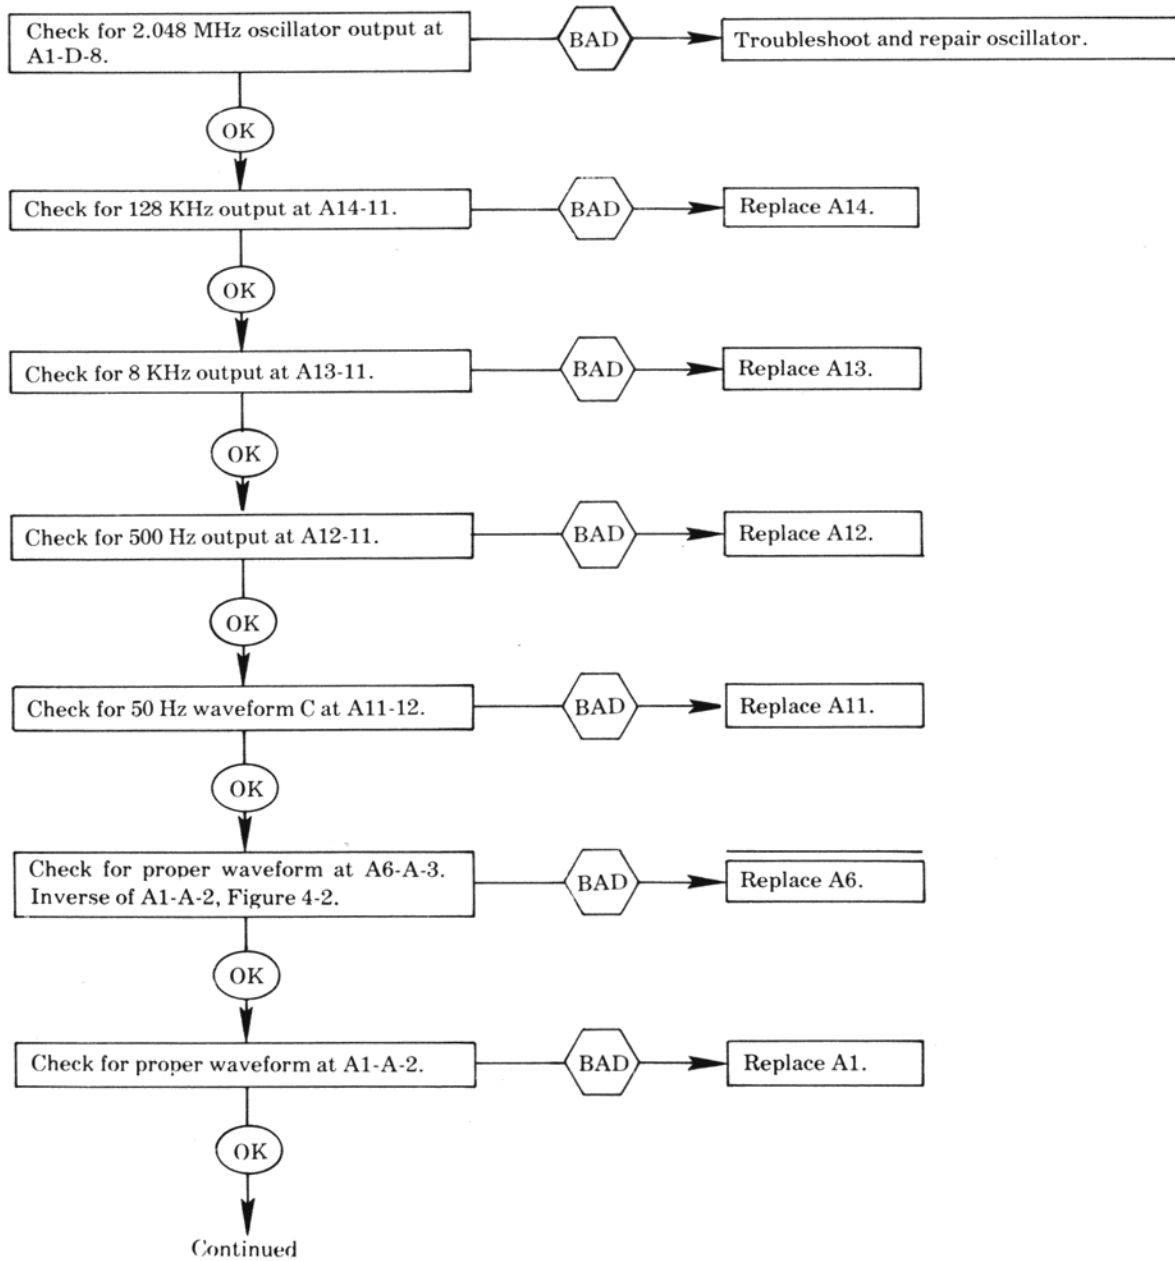 Check for 2.048 MHz oscillator output at
A1-D-8.
BAD
Troubleshoot and repair oscillator.
OK
Check for 128 KHz output at A14-11.
BAD
Replace A14.
OK
Check for 8 KHz output at A13-11.
BAD
Replace A13.
OK
Check for 500 Hz output at A12-11.
BAD
Replace A12.
OK
Check for 50 Hz waveform C at A11-12.
BAD
Replace A11.
OK
Check for proper waveform at A6-A-3.
Inverse of A1-A-2, Figure 4-2.
BAD
Replace A6.
OK
Check for proper waveform at A1-A-2.
BAD
Replace A1.
OK
Continued